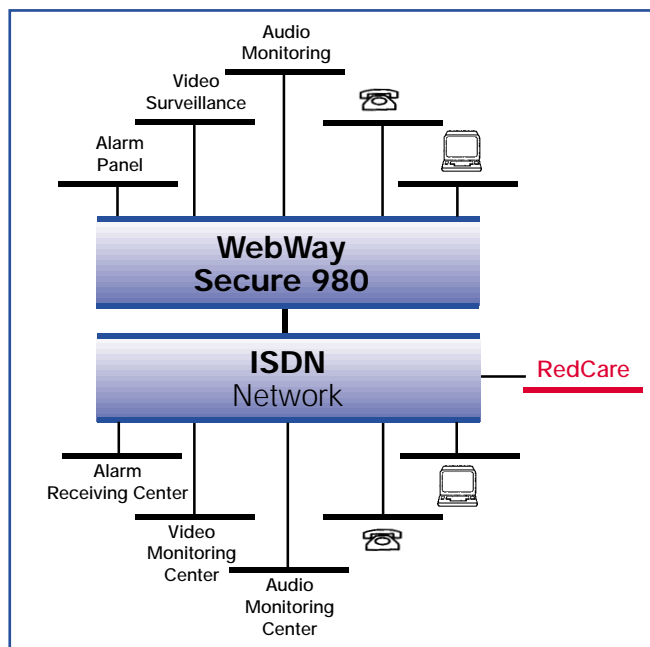 Audio
Monitoring
Video
Surveillance
Alarm
Panel
WebWay
Secure 980
ISDN
Network
RedCare
Alarm
Receiving Center
Video
Monitoring
Center
Audio
Monitoring
Center